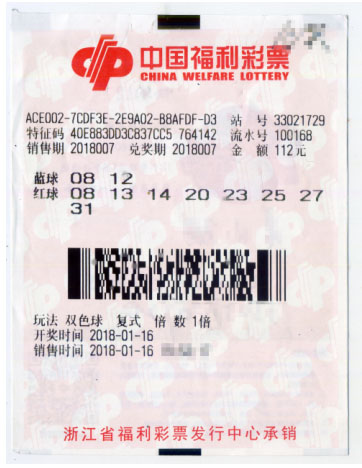 中国福利彩票
CHINA WELFARE LOTTERY
ACE002-7CDF3E-2E9A02-B8AFDF-D3 站 号 33021729
特征码 40E883DD3C837CC5 764142 流水号 100168
销售期 2018007 兑奖期 2018007 金 额 112元
蓝球 08 12
红球 08 13 14 20 23 25 27
31
玩法 双色球 复式 倍 数 1倍
开奖时间 2018-01-16
销售时间 2018-01-16
浙江省福利彩票发行中心承销